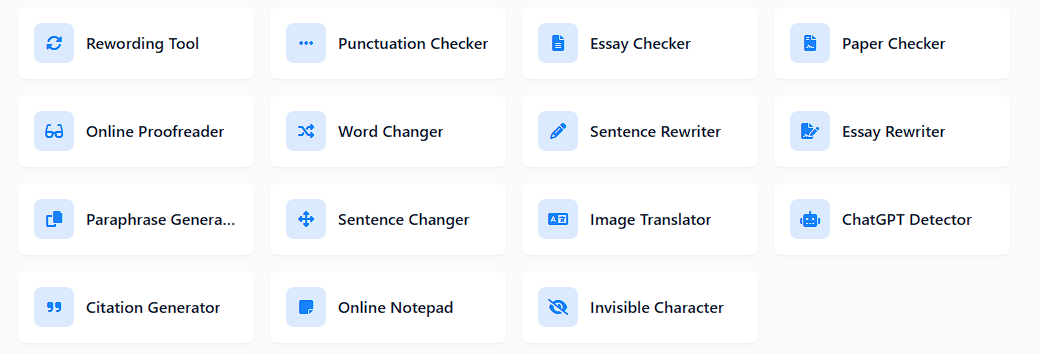 Rewording Tool
Punctuation Checker
Essay Checker
Paper Checker
Online Proofreader
Word Changer
Sentence Rewriter
Essay Rewriter
Paraphrase Genera...
Sentence Changer
Image Translator
ChatGPT Detector
Citation Generator
Online Notepad
Invisible Character